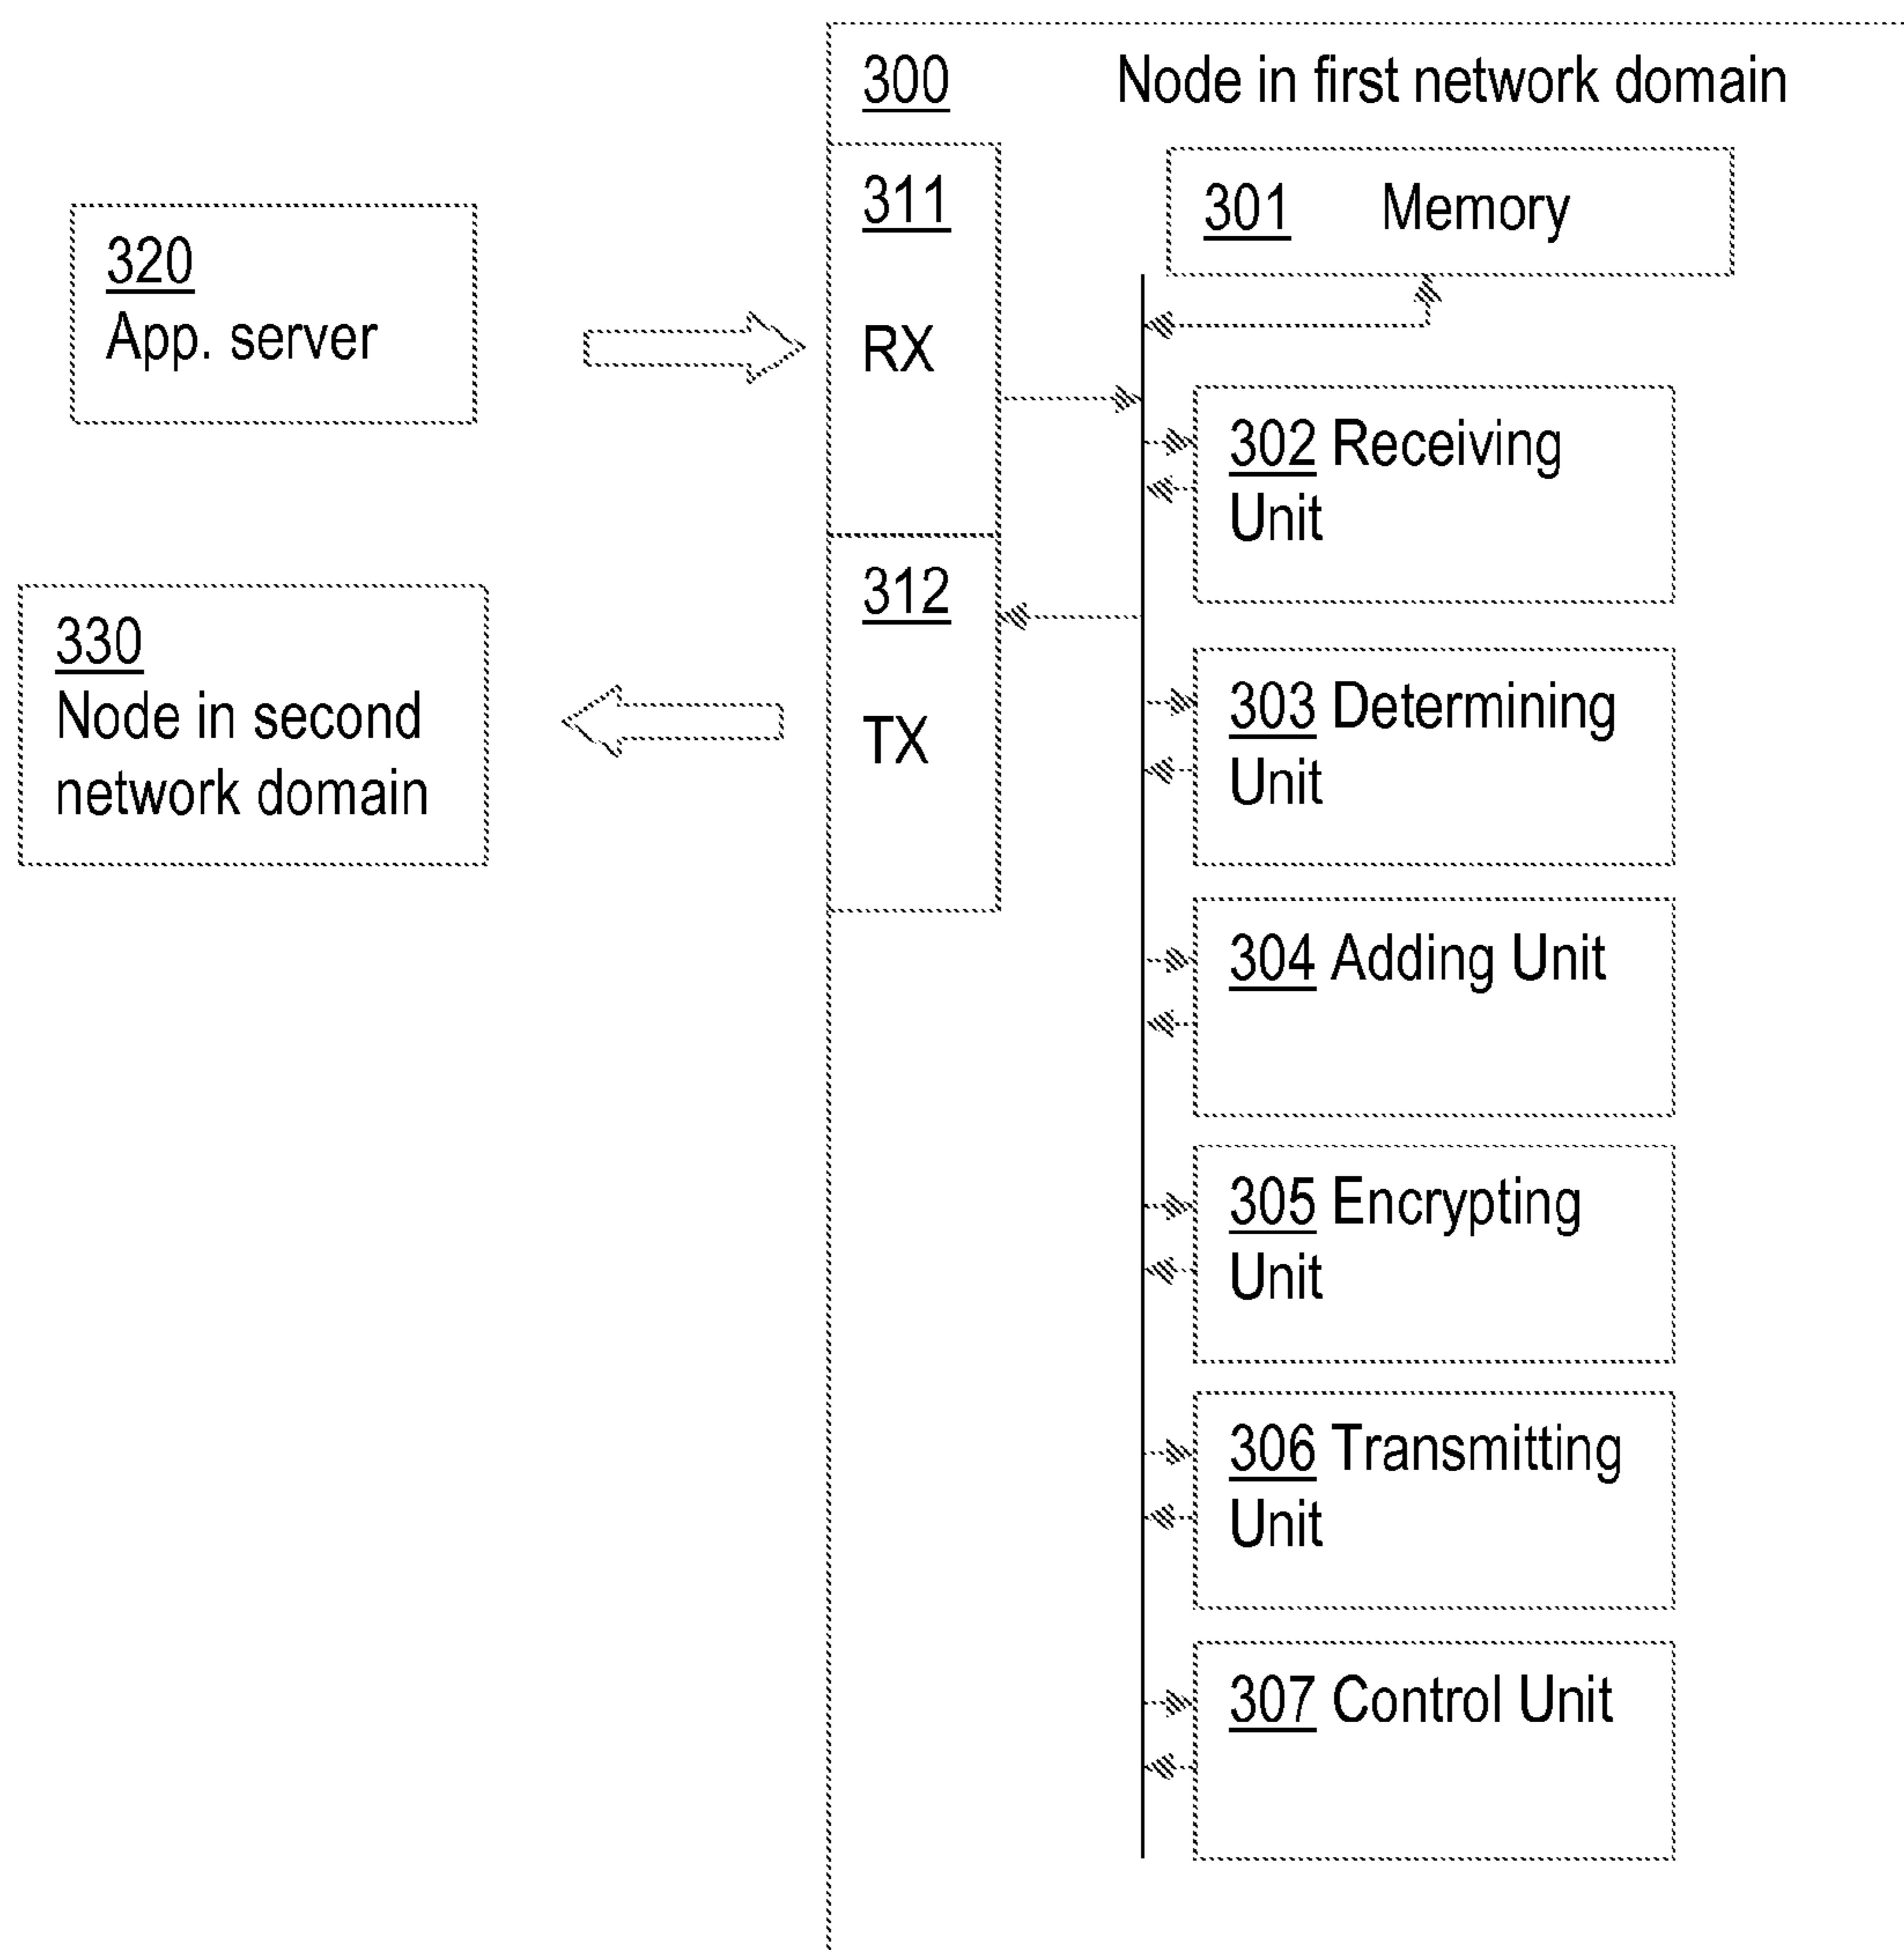 300 Node in first network domain
311
RX
301 Memory
320
App. server
302 Receiving
Unit
312
TX
330
Node in second
network domain
303 Determining
Unit
304 Adding Unit
305 Encrypting
Unit
306 Transmitting
Unit
307 Control Unit